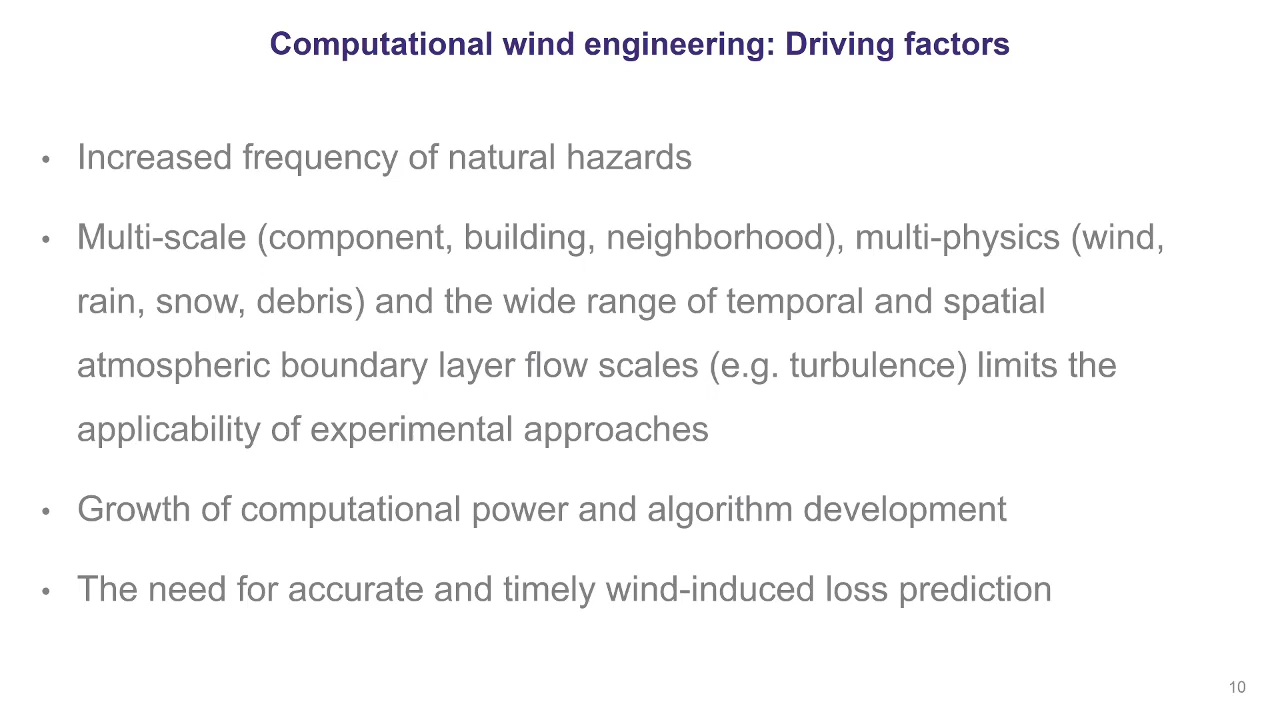 Computational wind engineering: Driving factors
• Increased frequency of natural hazards
• Multi-scale (component, building, neighborhood), multi-physics (wind,
rain, snow, debris) and the wide range of temporal and spatial
atmospheric boundary layer flow scales (e.g. turbulence) limits the
applicability of experimental approaches
• Growth of computational power and algorithm development
• The need for accurate and timely wind-induced loss prediction
10